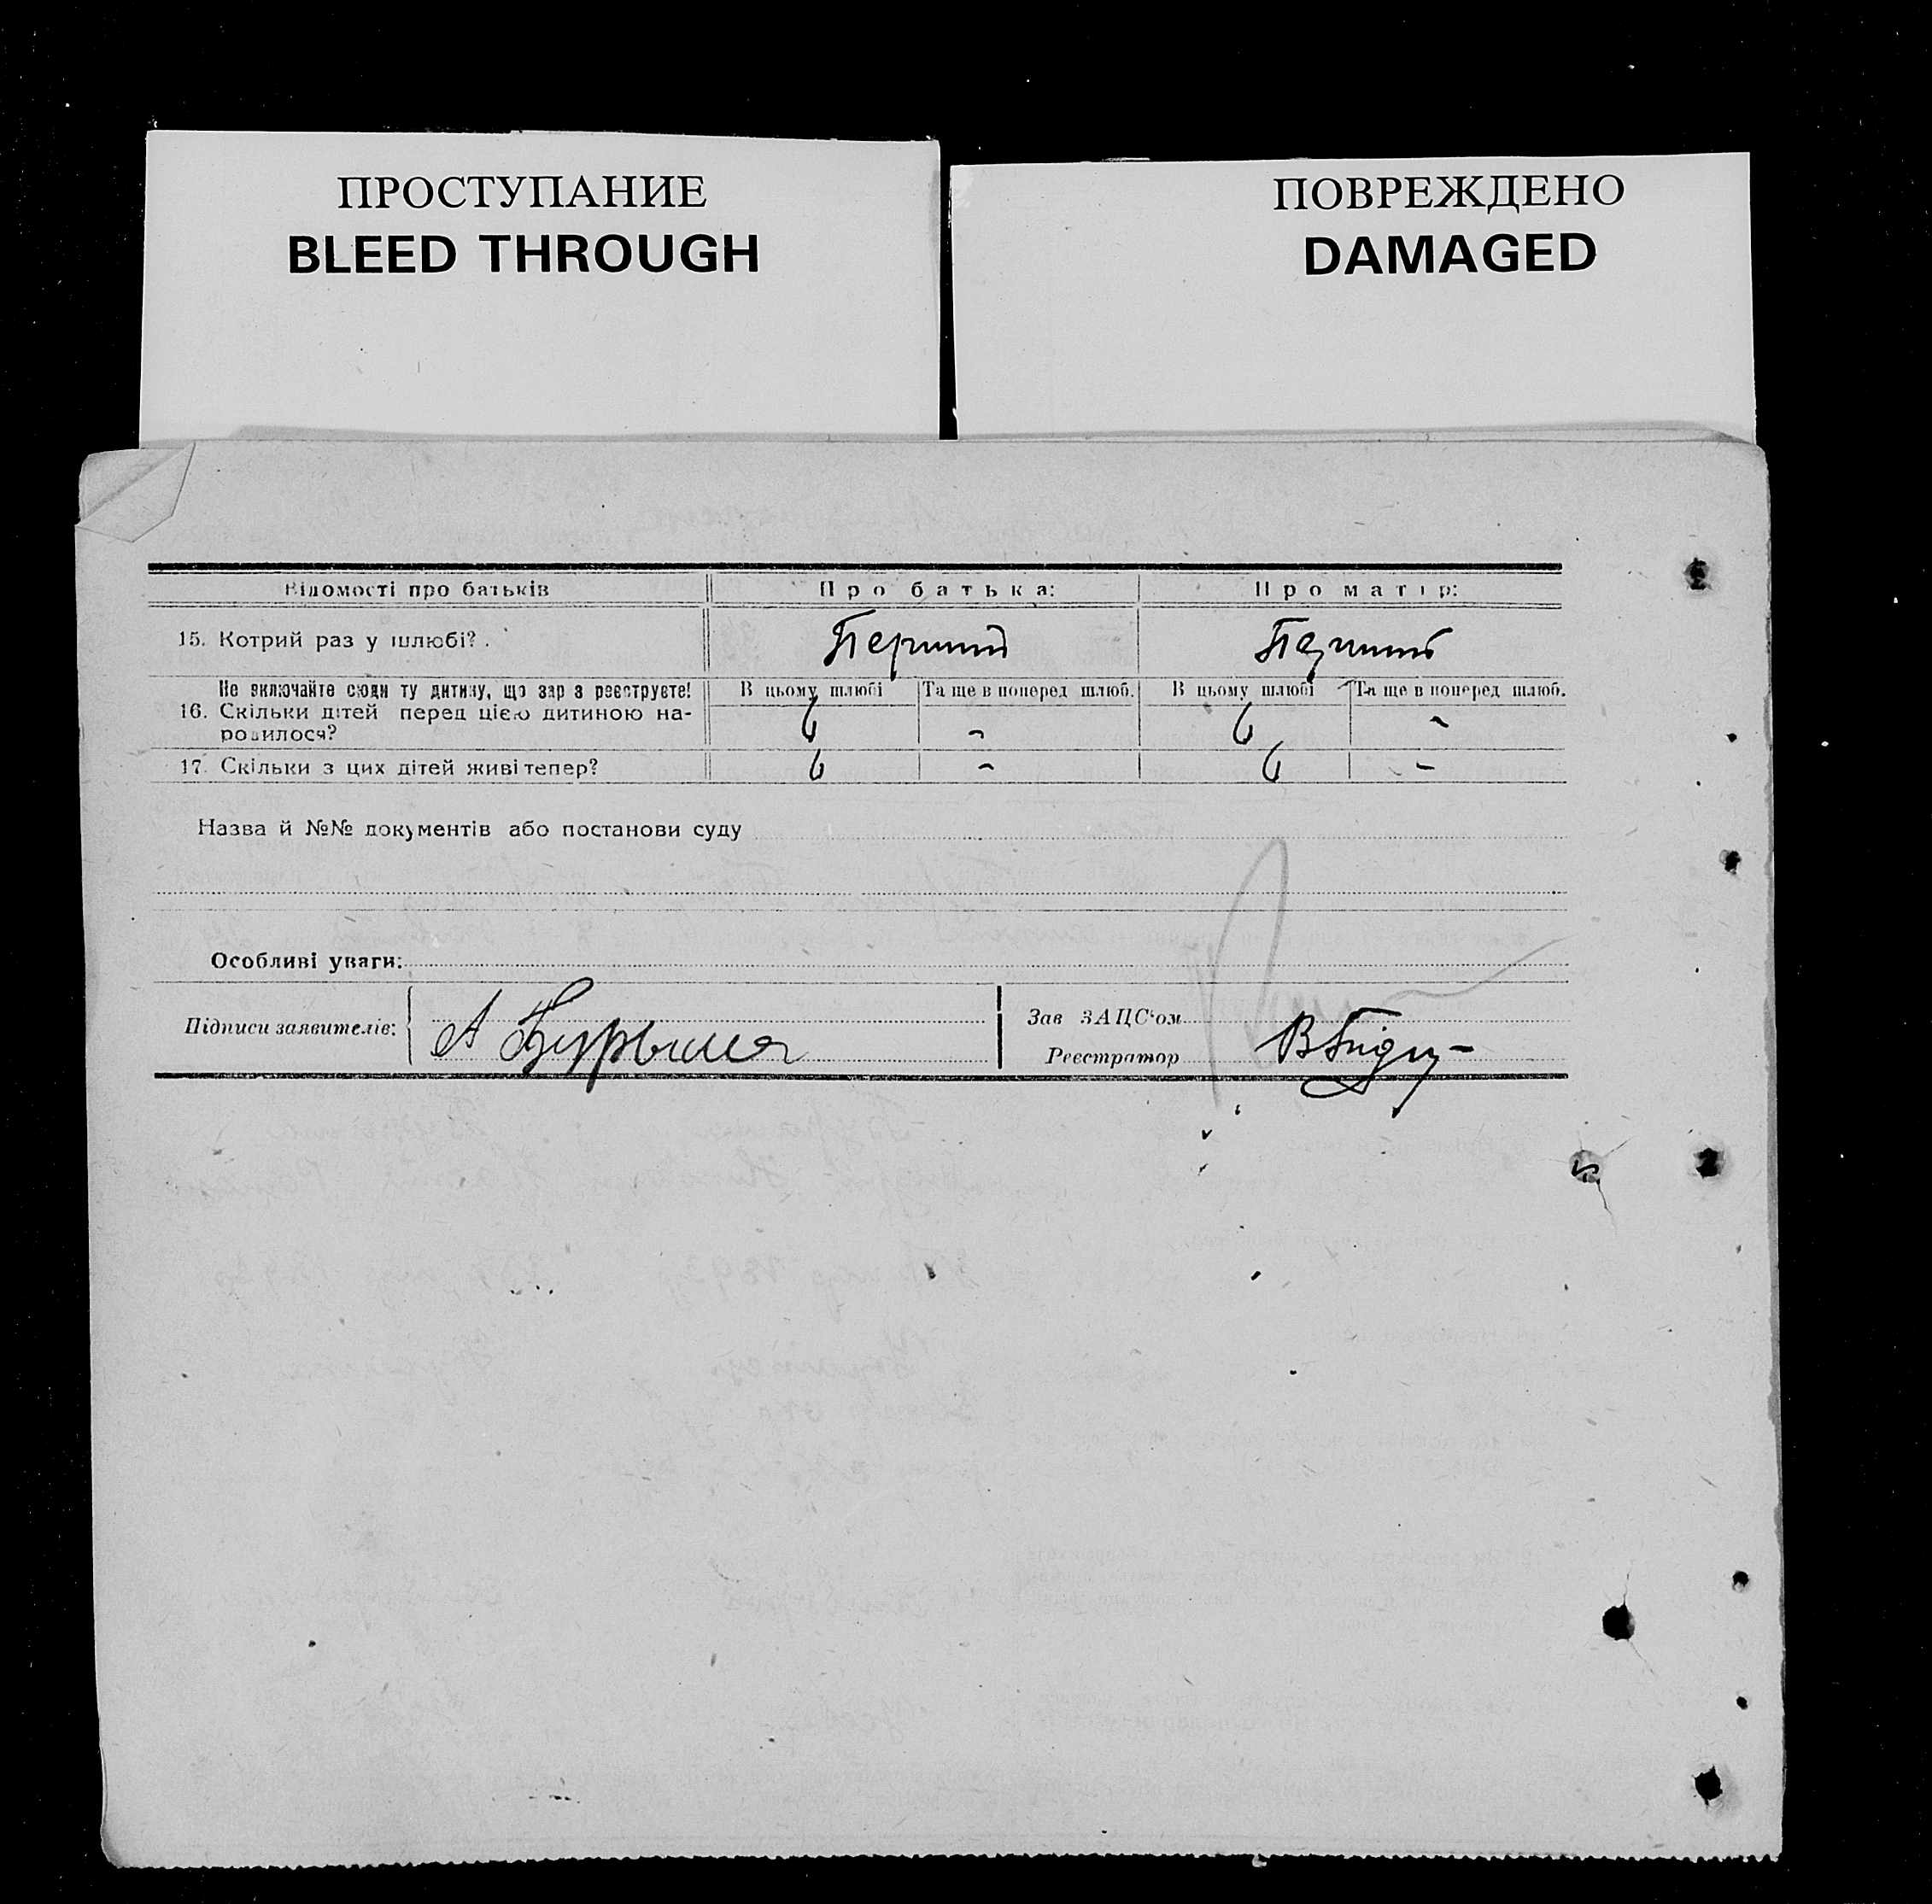 ПРОСТУПАНИЕ
BLEED THROUGH
ПОВРЕЖДЕНО
DAMAGED
Відомості про батьків Про батька: Про матір:
15. Котрий раз у шлюбі? Перший Перший
Не включайте сюди ту дитину, що зар з реєструєте! В цьому шлюбі Та ще в поперед шлюб. В цьому шлюбі Та ще в поперед шлюб.
16. Скільки дітей перед цією дитиною на-
родилося? 6 - 6 -
17. Скільки з цих дітей живі тепер? 6 - 6 -
Назва й №№ документів або постанови суду
Особливі уваги:
Підписи заявителів: А
Зав ЗАЦС'ом
Реєстратор